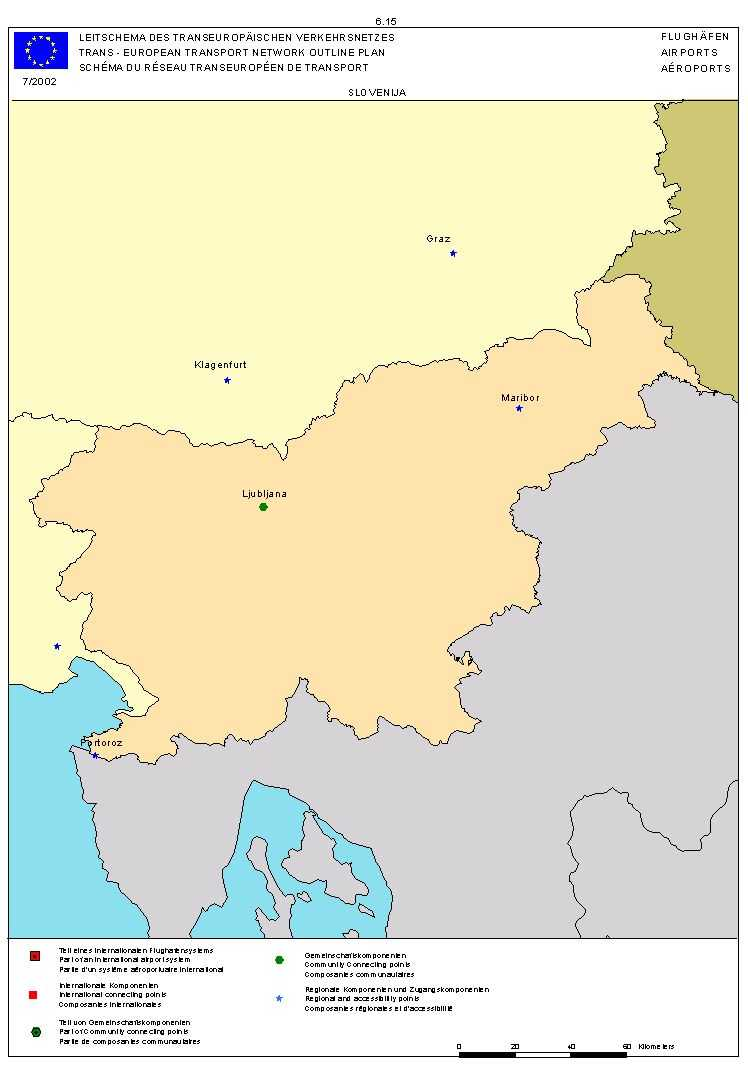 6.15
LEITSCHEMA DES TRANSEUROPÄISCHEN VERKEHRSNETZES
TRANS - EUROPEAN TRANSPORT NETWORK OUTLINE PLAN
SCHÉMA DU RÉSEAU TRANSEUROPÉEN DE TRANSPORT
FLUGHÄFEN
AIRPORTS
AÉROPORTS
7/2002
SLOVENIJA
Graz
Klagenfurt
Maribor
Ljubljana
Portoroz
Teil eines internationalen Flughafensystems
Part of an international airport system
Partie d'un système aéroportuaire international
Internationale Komponenten
International connecting points
Composantes internationales
Teil von Gemeinschaftskomponenten
Part of Community connecting points
Partie de composantes communautaires
Gemeinschaftskomponenten
Community Connecting points
Composantes communautaires
Regionale Komponenten und Zugangskomponenten
Regional and accessibility points
Composantes régionales et d'accessibilité
0 20 40 60 Kilometers